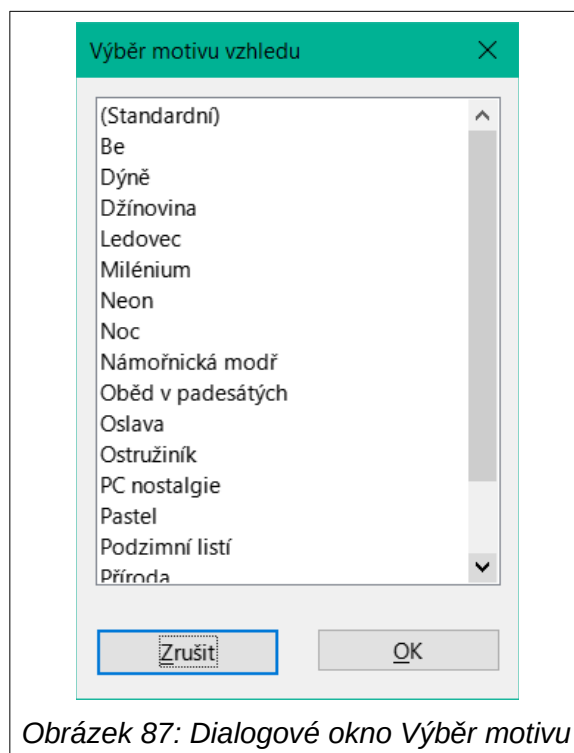 Výběr motivu vzhledu
(Standardní)
Be
Dýně
Džínovina
Ledovec
Milénium
Neon
Noc
Námořnická modř
Oběd v padesátých
Oslava
Ostružiník
PC nostalgie
Pastel
Podzimní listí
Příroda
Zrušit
OK
Obrázek 87: Dialogové okno Výběr motivu